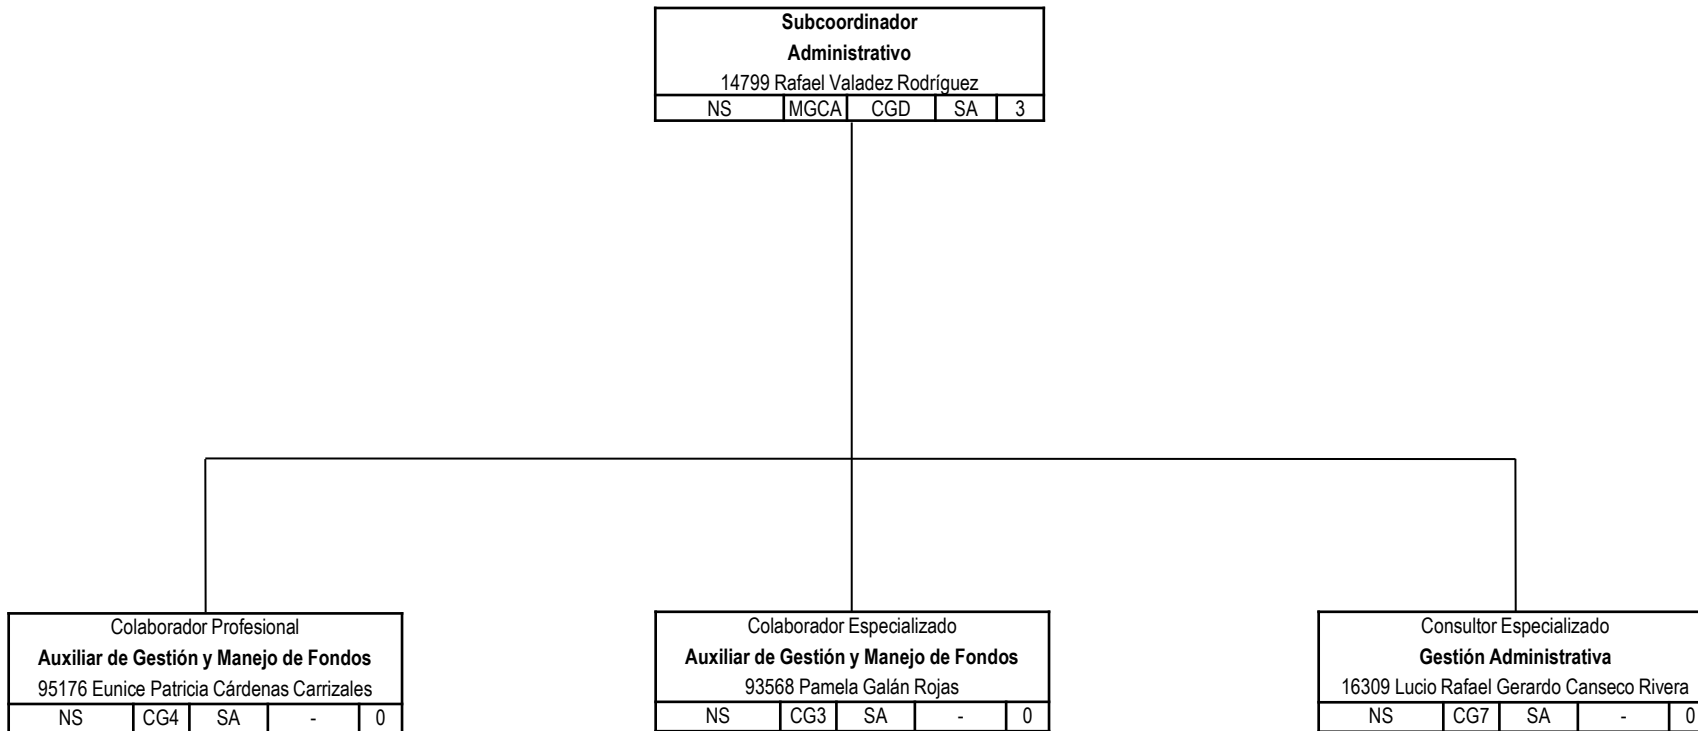 Subcoordinador
Administrativo
14799 Rafael Valadez Rodríguez
NS MGCA CGD SA 3
Colaborador Profesional
Auxiliar de Gestión y Manejo de Fondos
95176 Eunice Patricia Cárdenas Carrizales
NS CG4 SA - 0
Colaborador Especializado
Auxiliar de Gestión y Manejo de Fondos
93568 Pamela Galán Rojas
NS CG3 SA - 0
Consultor Especializado
Gestión Administrativa
16309 Lucio Rafael Gerardo Canseco Rivera
NS CG7 SA - 0